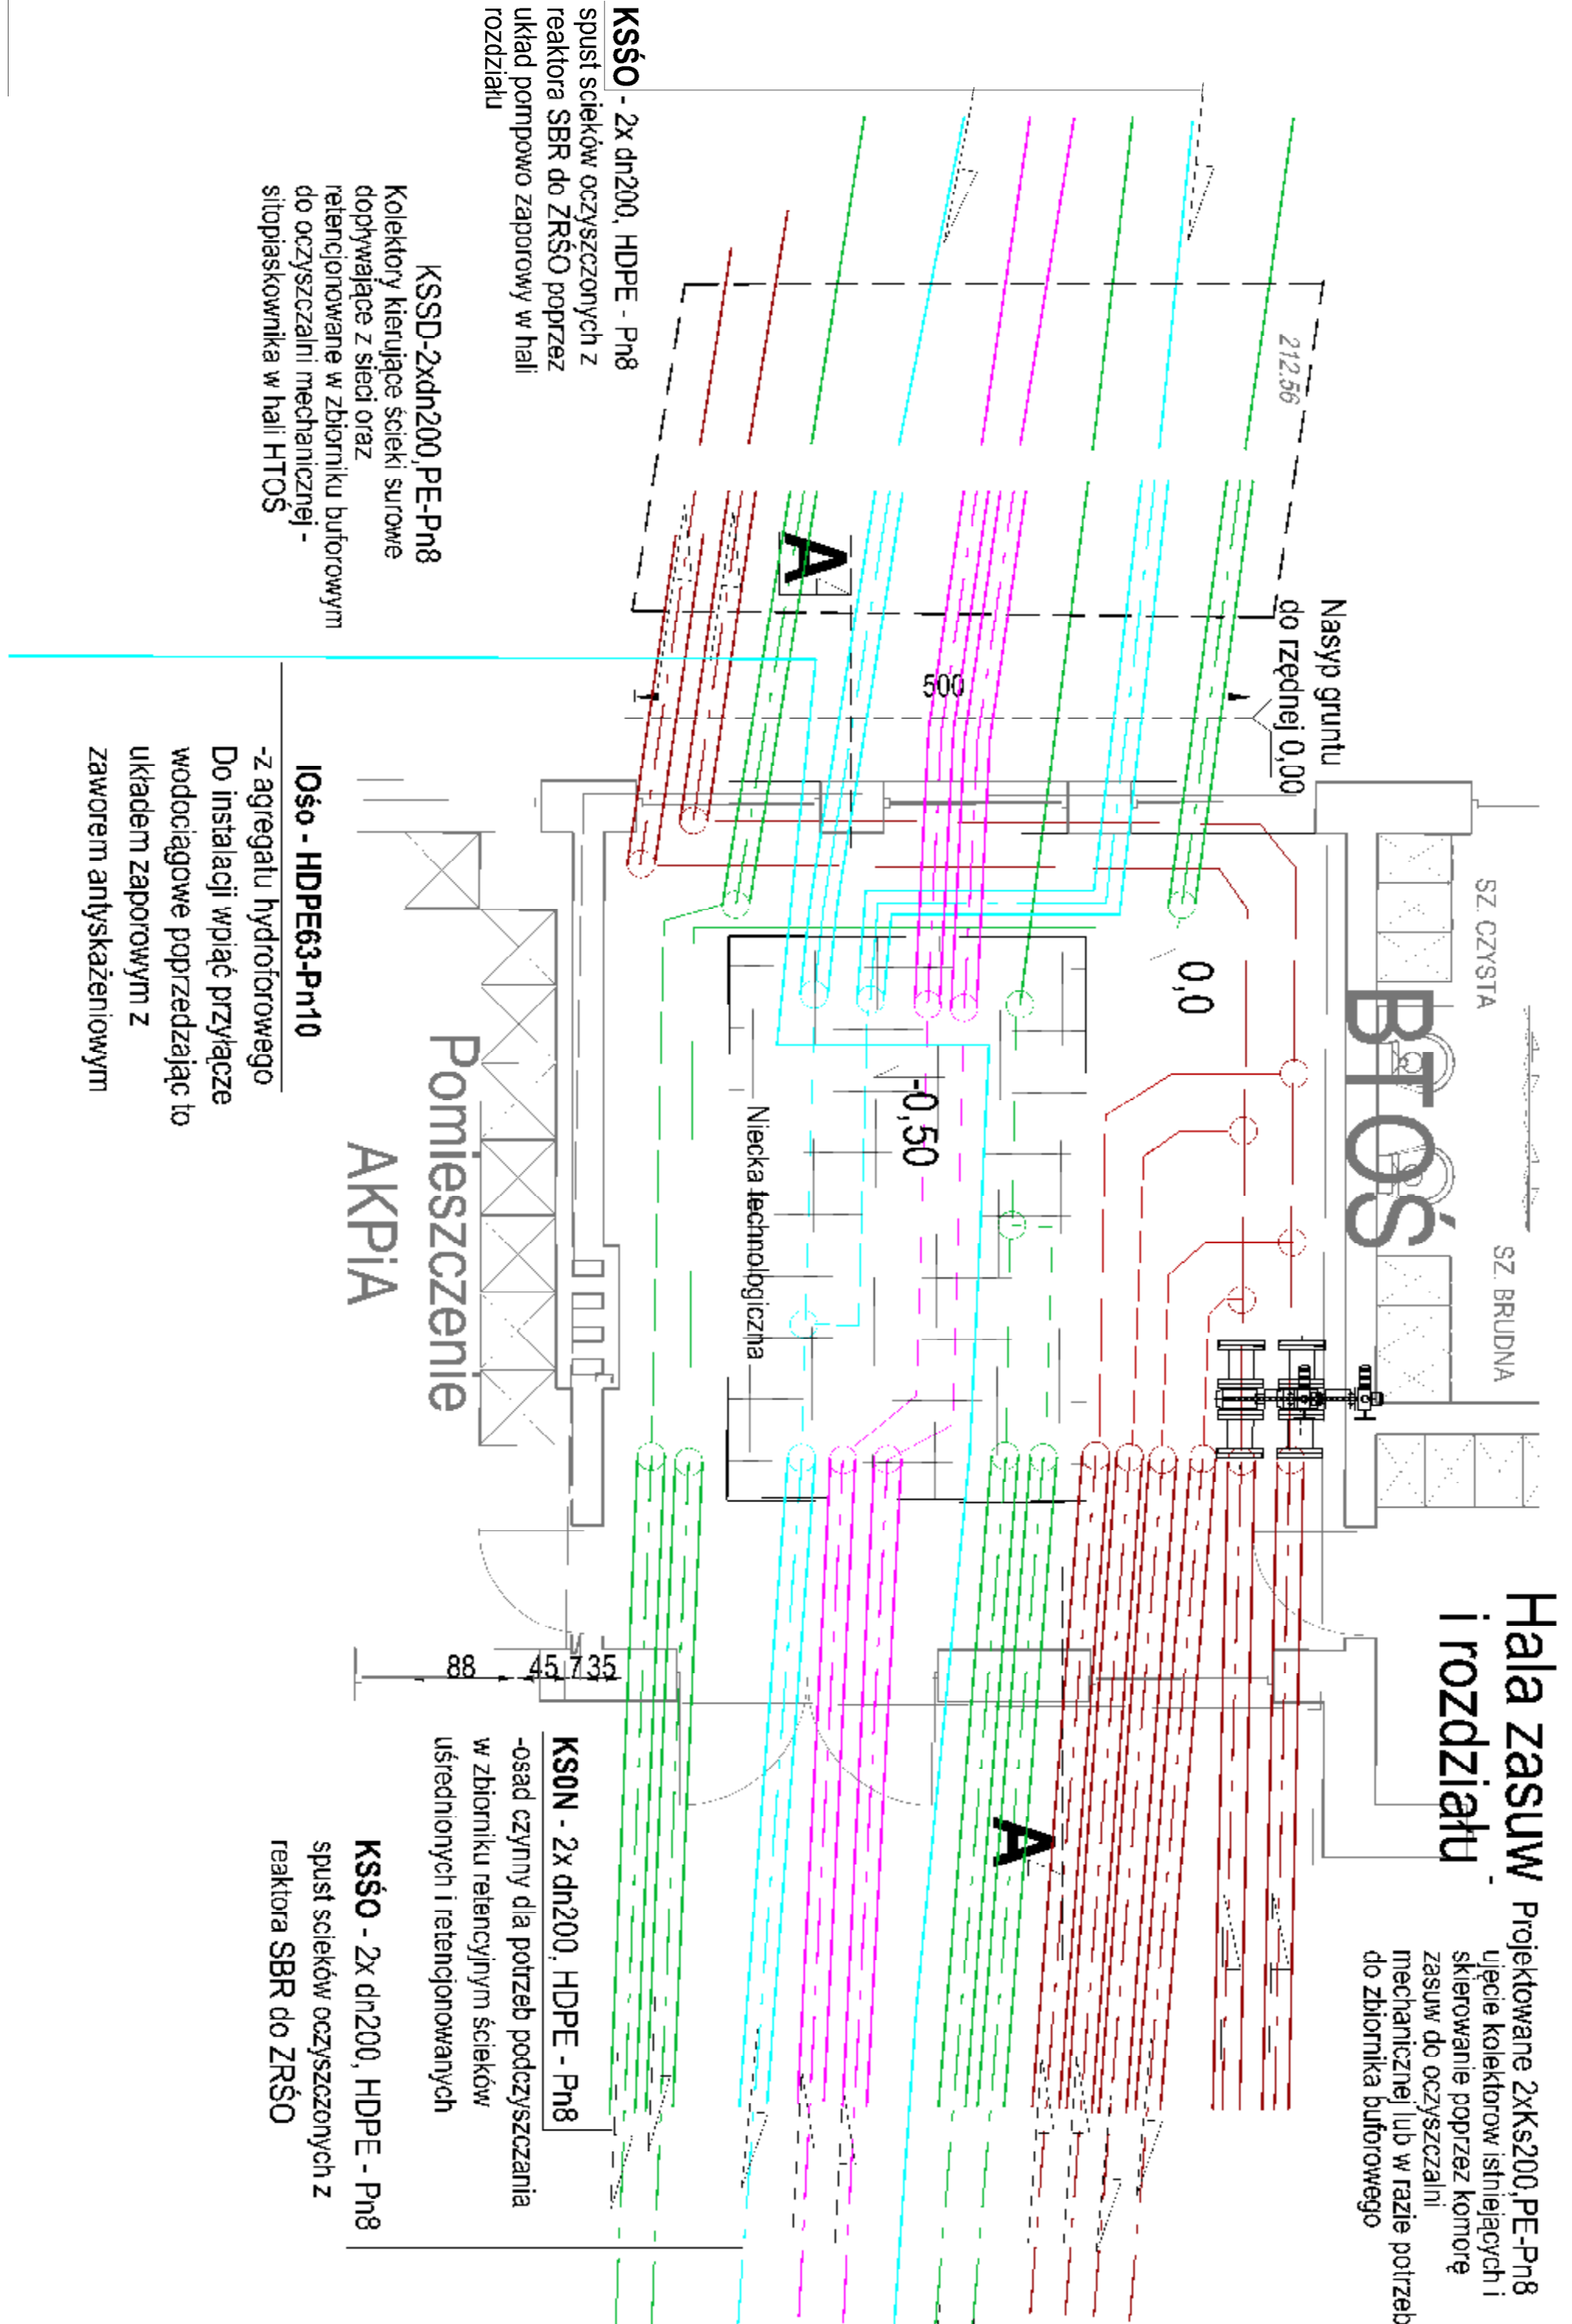 Hala zasuw
i rozdziału
-
Projektowane 2xKs200,PE-Pn8
ujęcie kolektorow istniejących i
skierowanie poprzez komorę
zasuw do oczyszczalni
mechanicznej lub w razie potrzeb
do zbiornika buforowego
SZ. CZYSTA
SZ. BRUDNA
BTOŚ
212.56
Nasyp gruntu
do rzędnej 0,00
0,0
500
-0,50
A
A
Niecka technologiczna
KSŚO - 2x dn200, HDPE - Pn8
spust scieków oczyszczonych z
reaktora SBR do ZRŚO poprzez
układ pompowo zaporowy w hali
rozdziału
KSSD-2xdn200,PE-Pn8
Kolektory kierujące ścieki surowe
dopływające z sieci oraz
retencjonowane w zbiorniku buforowym
do oczyszczalni mechanicznej -
sitopiaskownika w hali HTOŚ
Pomieszczenie
AKPiA
88
45
7
35
KS0N - 2x dn200, HDPE - Pn8
-osad czynny dla potrzeb podczyszczania
w zbiorniku retencyjnym ścieków
uśrednionych i retencjonowanych
KSŚO - 2x dn200, HDPE - Pn8
spust scieków oczyszczonych z
reaktora SBR do ZRŚO
IOśo - HDPE63-Pn10
-z agregatu hydroforowego
Do instalacji wpiąć przyłącze
wodociągowe poprzedzając to
układem zaporowym z
zaworem antyskażeniowym